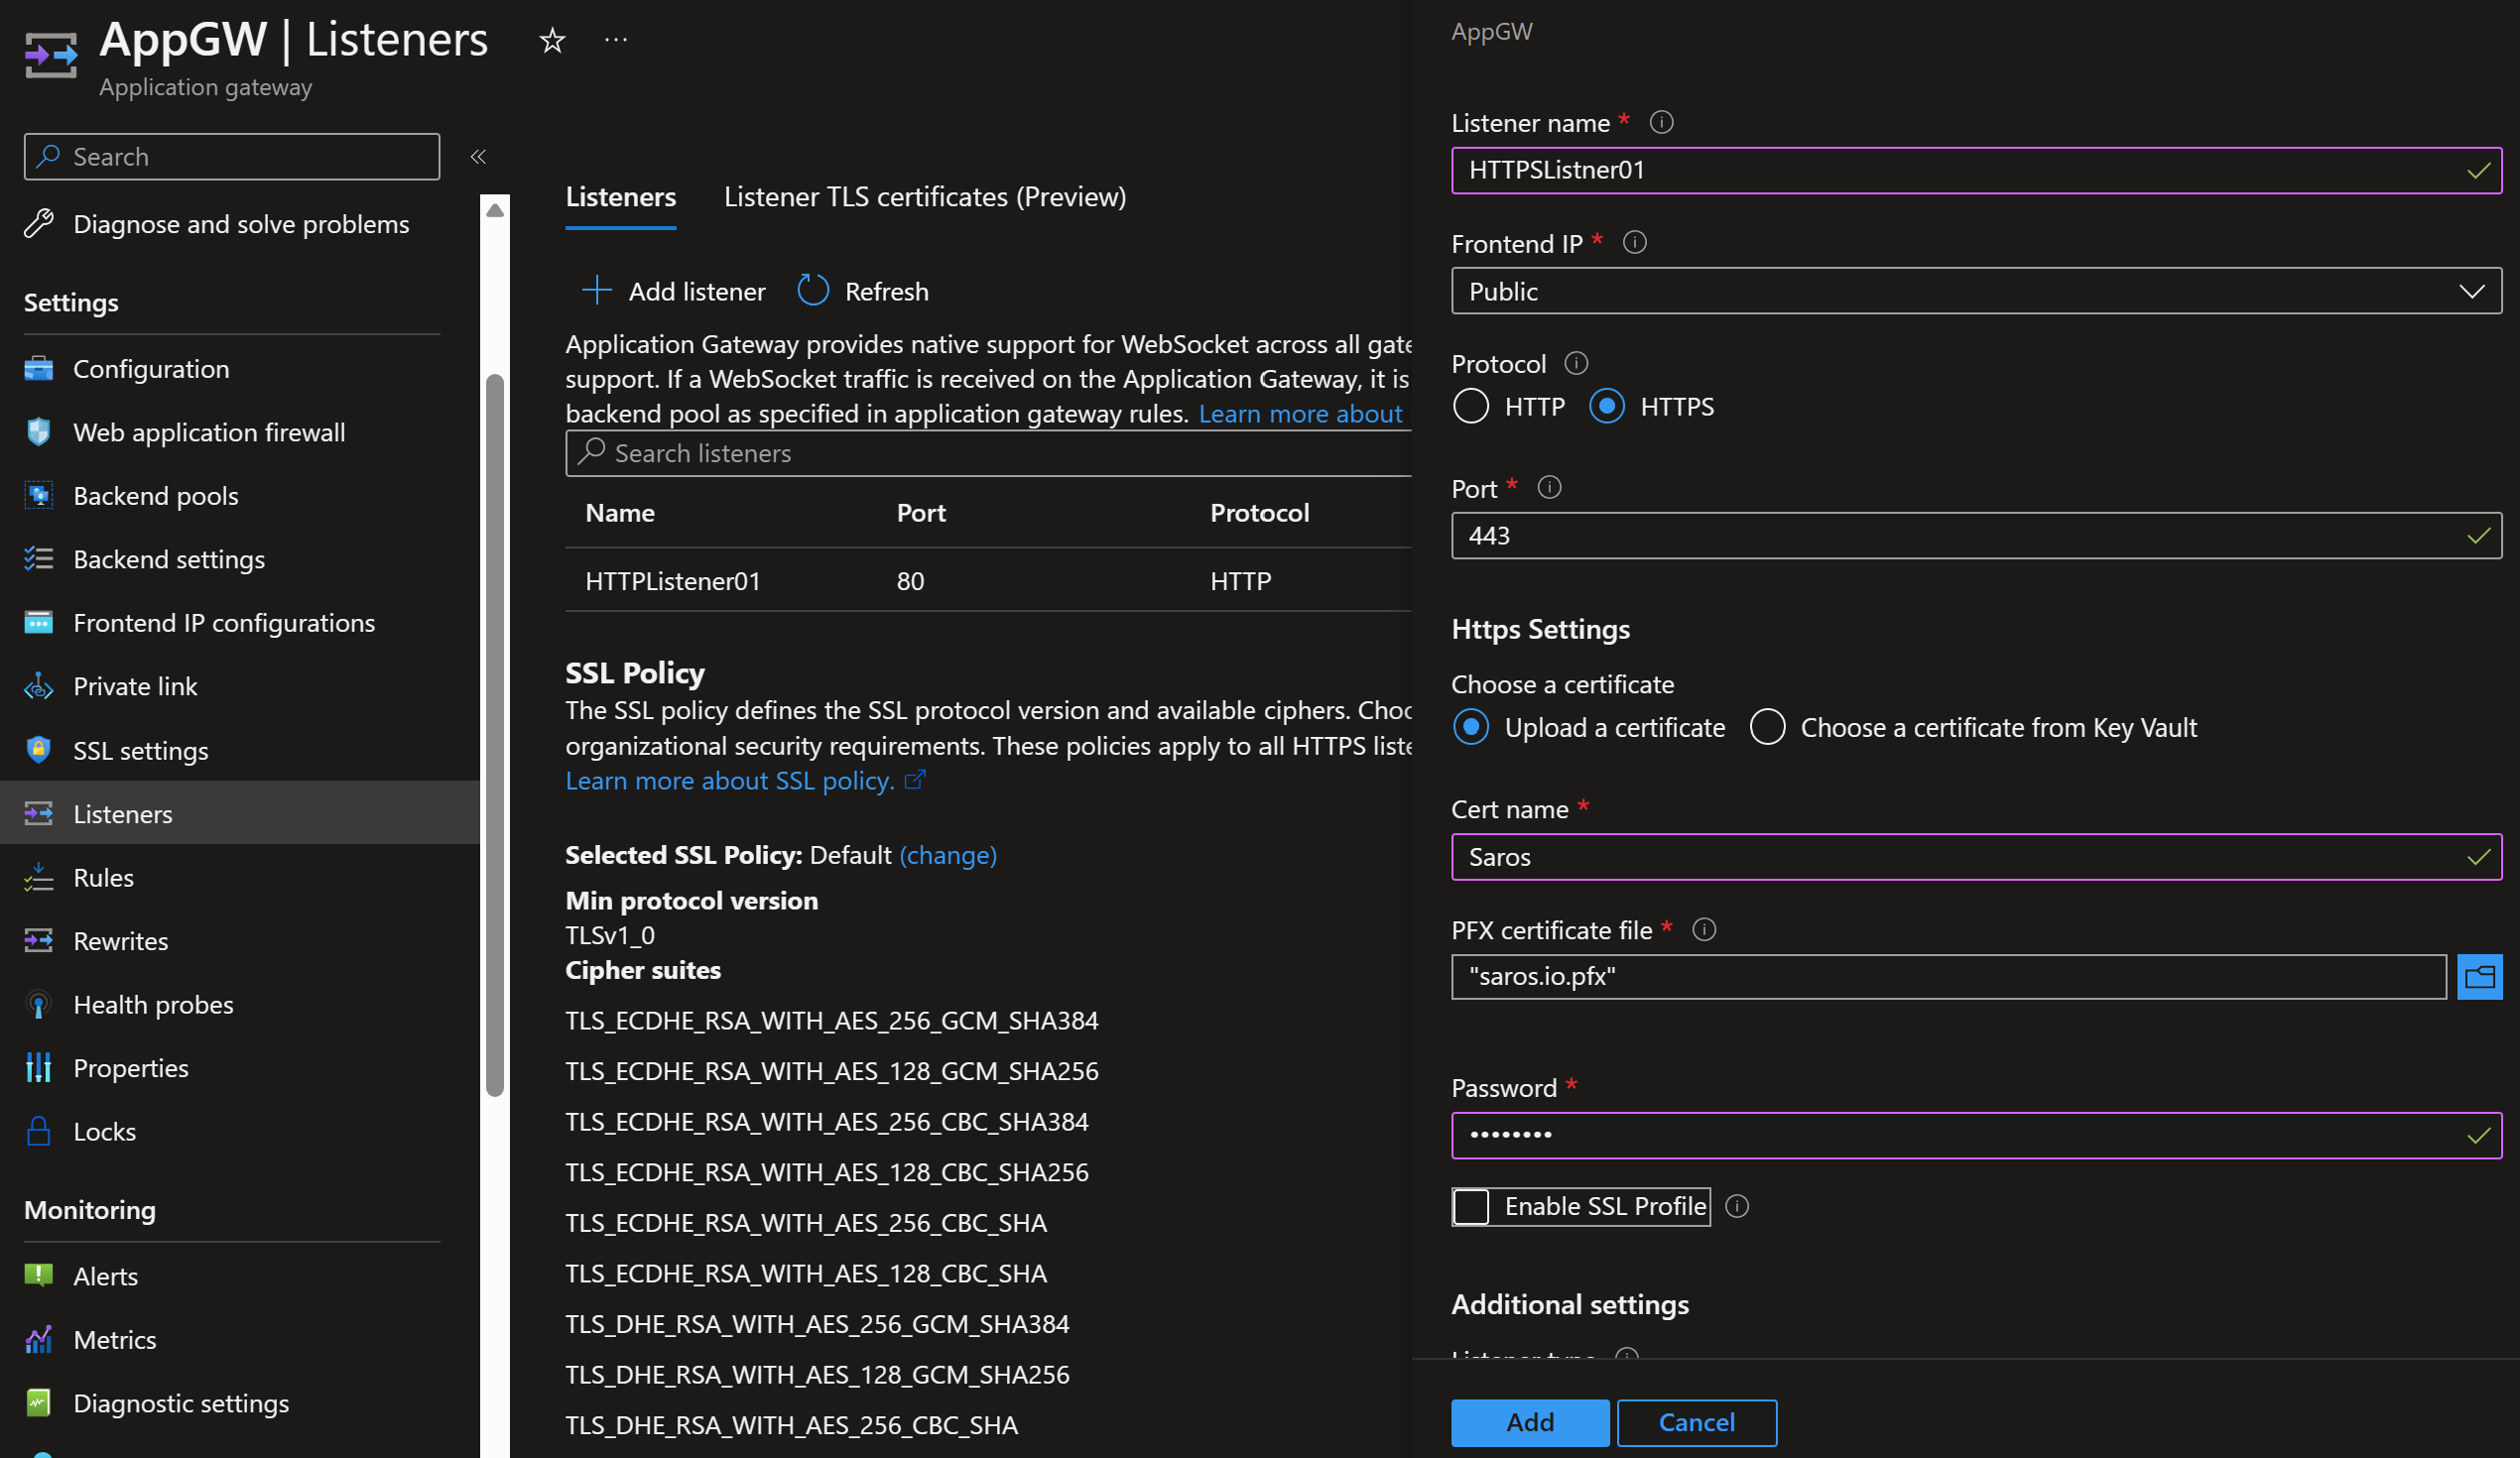 AppGW | Listeners
Application gateway
Search
Diagnose and solve problems
Settings
Configuration
Web application firewall
Backend pools
Backend settings
Frontend IP configurations
Private link
SSL settings
Listeners
Rules
Rewrites
Health probes
Properties
Locks
Monitoring
Alerts
Metrics
Diagnostic settings
Listeners Listener TLS certificates (Preview)
Add listener Refresh
Application Gateway provides native support for WebSocket across all gate
support. If a WebSocket traffic is received on the Application Gateway, it is
backend pool as specified in application gateway rules. Learn more about
Search listeners
Name Port Protocol
HTTPListener01 80 HTTP
SSL Policy
The SSL policy defines the SSL protocol version and available ciphers. Choo
organizational security requirements. These policies apply to all HTTPS liste
Learn more about SSL policy.
Selected SSL Policy: Default (change)
Min protocol version
TLSv1_0
Cipher suites
TLS_ECDHE_RSA_WITH_AES_256_GCM_SHA384
TLS_ECDHE_RSA_WITH_AES_128_GCM_SHA256
TLS_ECDHE_RSA_WITH_AES_256_CBC_SHA384
TLS_ECDHE_RSA_WITH_AES_128_CBC_SHA256
TLS_ECDHE_RSA_WITH_AES_256_CBC_SHA
TLS_ECDHE_RSA_WITH_AES_128_CBC_SHA
TLS_DHE_RSA_WITH_AES_256_GCM_SHA384
TLS_DHE_RSA_WITH_AES_128_GCM_SHA256
TLS_DHE_RSA_WITH_AES_256_CBC_SHA
AppGW
Listener name *
HTTPSListner01
Frontend IP *
Public
Protocol
HTTP HTTPS
Port *
443
Https Settings
Choose a certificate
Upload a certificate Choose a certificate from Key Vault
Cert name *
Saros
PFX certificate file *
"saros.io.pfx"
Password *
••••••••
Enable SSL Profile
Additional settings
Listener type
Add Cancel